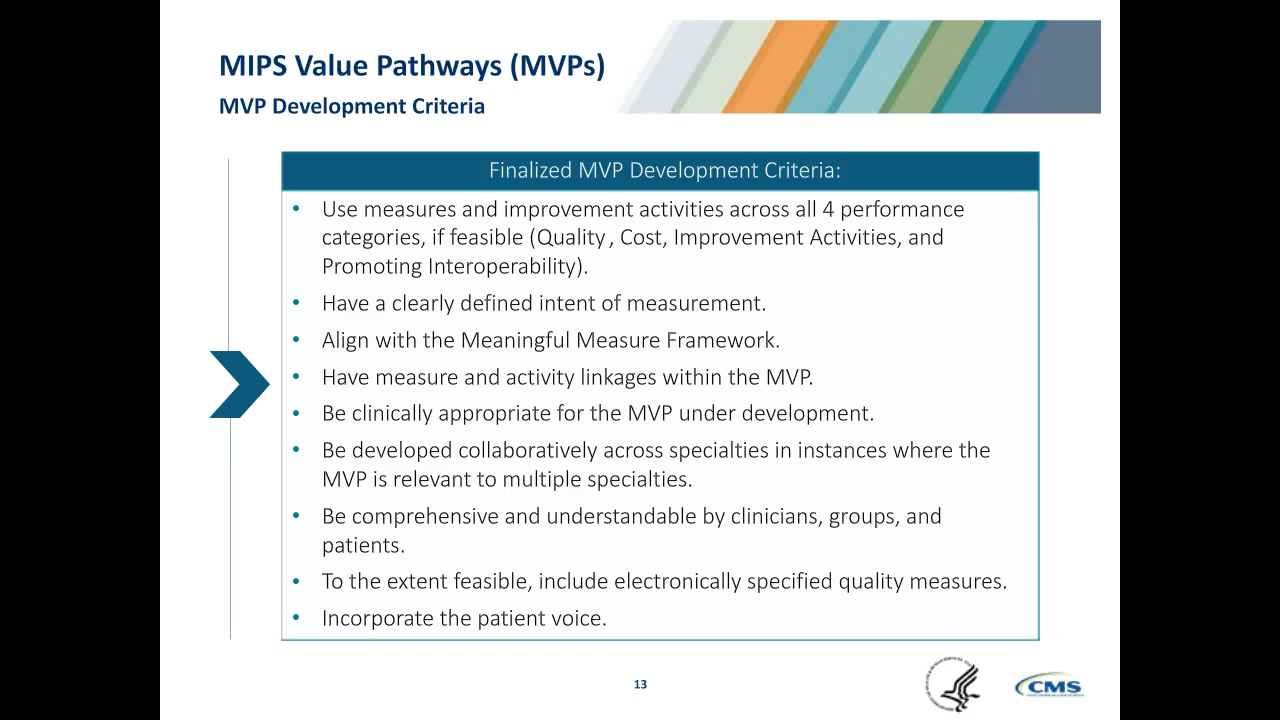 MIPS Value Pathways (MVPs)
MVP Development Criteria
Finalized MVP Development Criteria:
• Use measures and improvement activities across all 4 performance
categories, if feasible (Quality , Cost, Improvement Activities, and
Promoting Interoperability).
• Have a clearly defined intent of measurement.
• Align with the Meaningful Measure Framework.
• Have measure and activity linkages within the MVP.
• Be clinically appropriate for the MVP under development.
• Be developed collaboratively across specialties in instances where the
MVP is relevant to multiple specialties.
• Be comprehensive and understandable by clinicians, groups, and
patients.
• To the extent feasible, include electronically specified quality measures.
• Incorporate the patient voice.
13
CMS